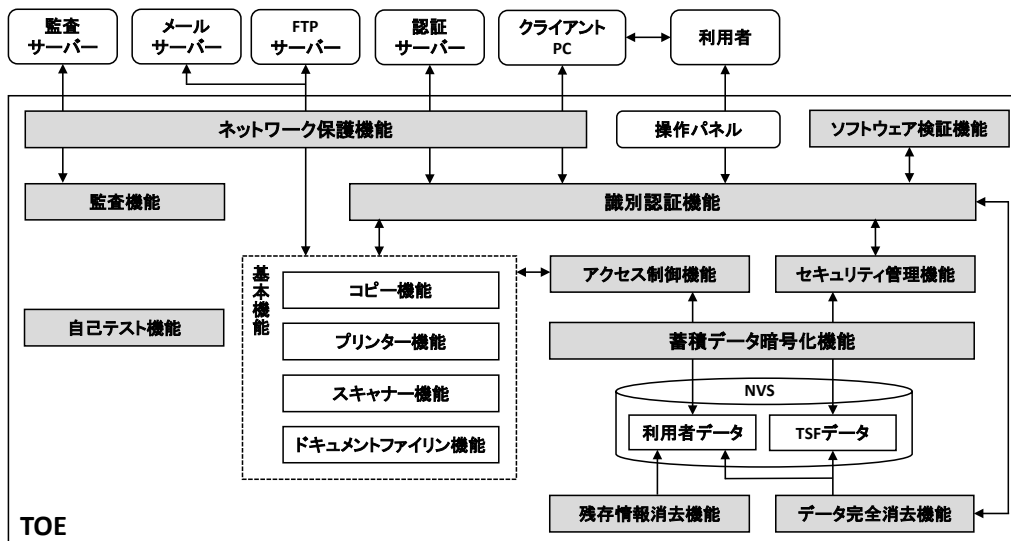 監査
サーバー
メール
サーバー
FTP
サーバー
認証
サーバー
クライアント
PC
利用者
ネットワーク保護機能
操作パネル
ソフトウェア検証機能
監査機能
識別認証機能
基本機能
コピー機能
プリンター機能
スキャナー機能
ドキュメントファイリン機能
アクセス制御機能
セキュリティ管理機能
自己テスト機能
蓄積データ暗号化機能
NVS
利用者データ
TSFデータ
残存情報消去機能
データ完全消去機能
TOE